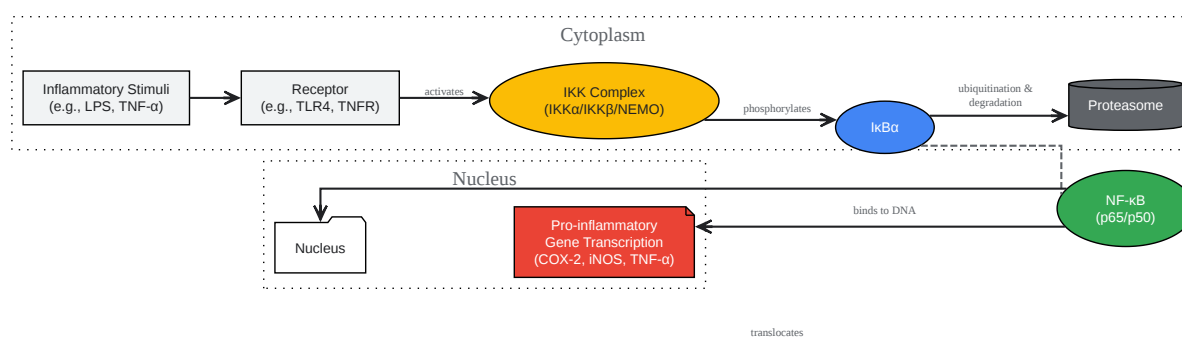 Cytoplasm
Inflammatory Stimuli
(e.g., LPS, TNF-α)
Receptor
(e.g., TLR4, TNFR)
activates
IKK Complex
(IKKα/IKKβ/NEMO)
phosphorylates
IκBα
ubiquitination &
degradation
Proteasome
Nucleus
Nucleus
Pro-inflammatory
Gene Transcription
(COX-2, iNOS, TNF-α)
binds to DNA
NF-κB
(p65/p50)
translocates